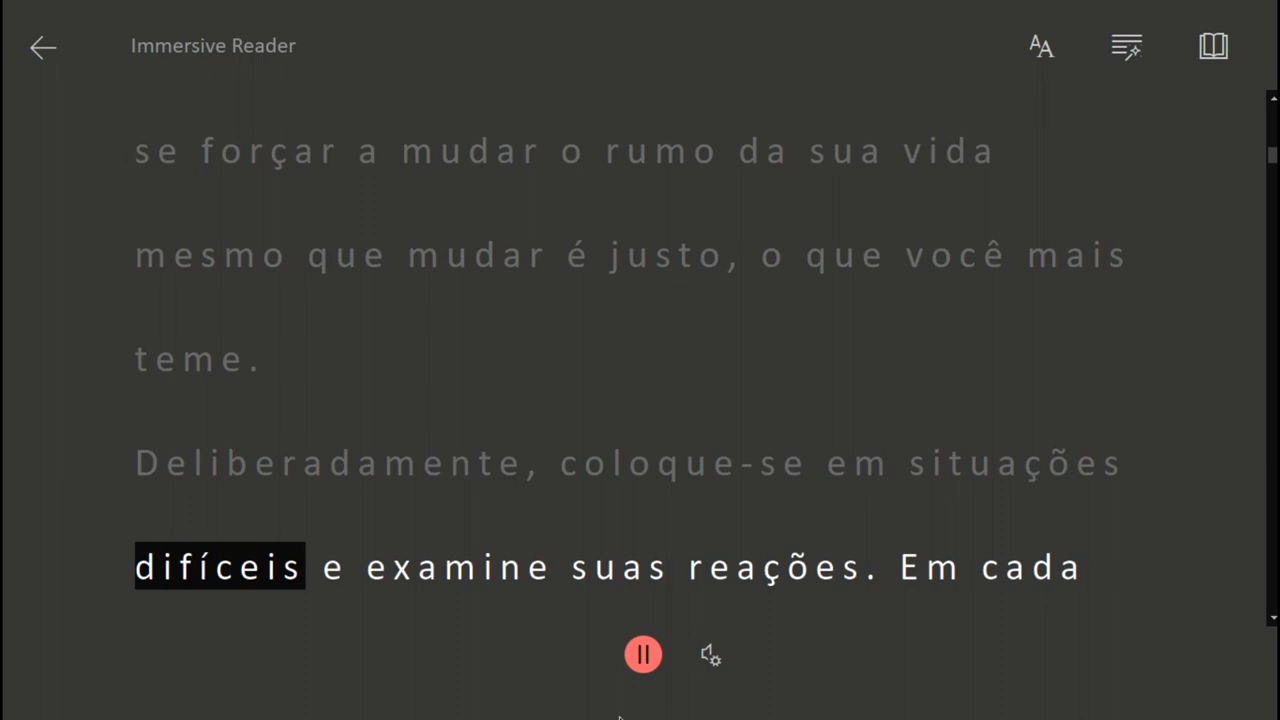 Immersive Reader
se forçar a mudar o rumo da sua vida
mesmo que mudar é justo, o que você mais
teme.
Deliberadamente, coloque-se em situações
difíceis e examine suas reações. Em cada